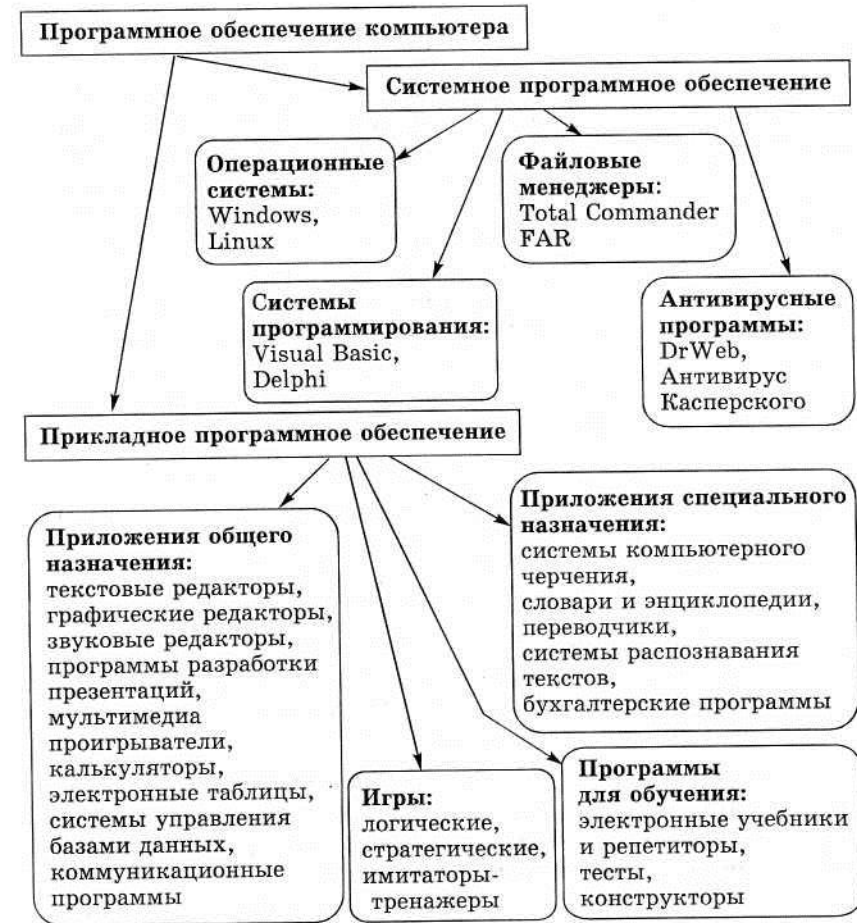 Программное обеспечение компьютера
Системное программное обеспечение
Операционные
системы:
Windows,
Linux
Файловые
менеджеры:
Total Commander
FAR
Системы
программирования:
Visual Basic,
Delphi
Антивирусные
программы:
DrWeb,
Антивирус
Касперского
Прикладное программное обеспечение
Приложения общего
назначения:
текстовые редакторы,
графические редакторы,
звуковые редакторы,
программы разработки
презентаций,
мультимедиа
проигрыватели,
калькуляторы,
электронные таблицы,
системы управления
базами данных,
коммуникационные
программы
Приложения специального
назначения:
системы компьютерного
черчения,
словари и энциклопедии,
переводчики,
системы распознавания
текстов,
бухгалтерские программы
Игры:
логические,
стратегические,
имитаторы-
тренажеры
Программы
для обучения:
электронные учебники
и репетиторы,
тесты,
конструкторы